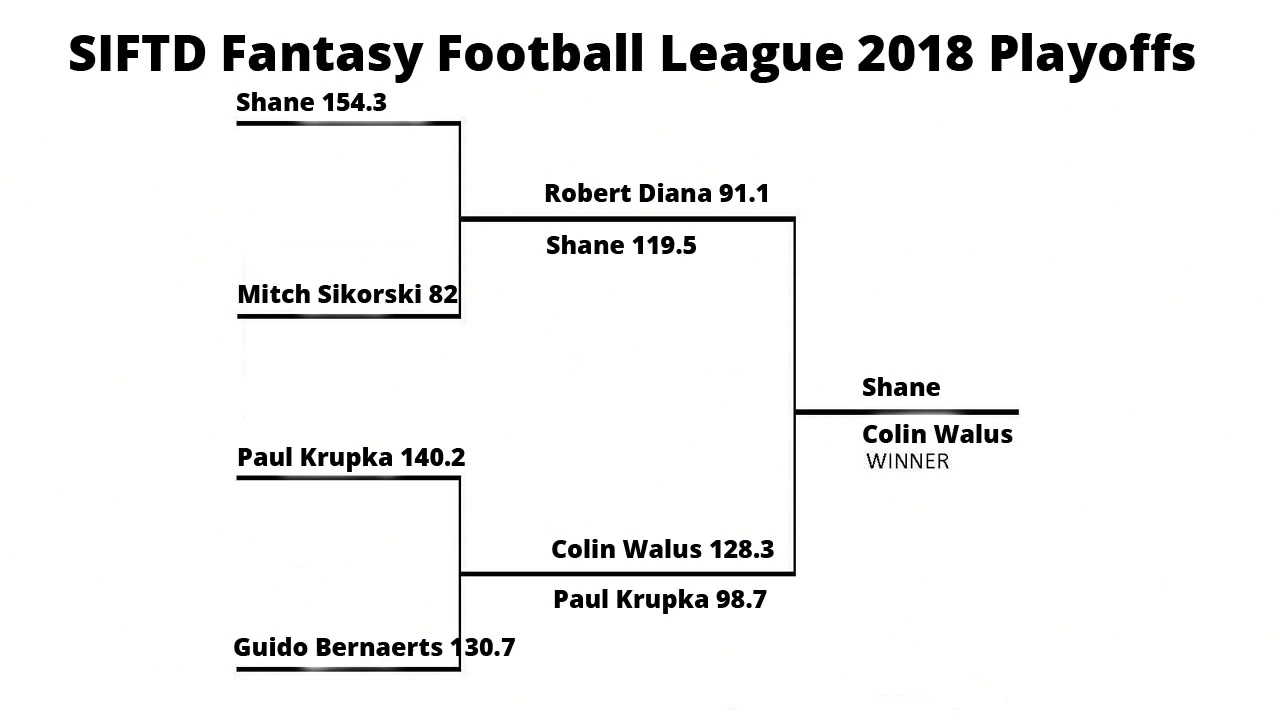 SIFTD Fantasy Football League 2018 Playoffs
Shane 154.3
Robert Diana 91.1
Shane 119.5
Mitch Sikorski 82
Shane
Colin Walus
WINNER
Paul Krupka 140.2
Colin Walus 128.3
Paul Krupka 98.7
Guido Bernaerts 130.7